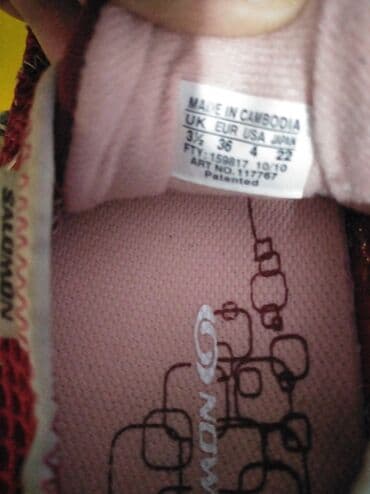 MADE IN CAMBODIA
UK EUR USA JAPAN
3½ 36 4 22
FTY: 159817 10/10
ART NO. 117767
Patented
SALOMON
NOW